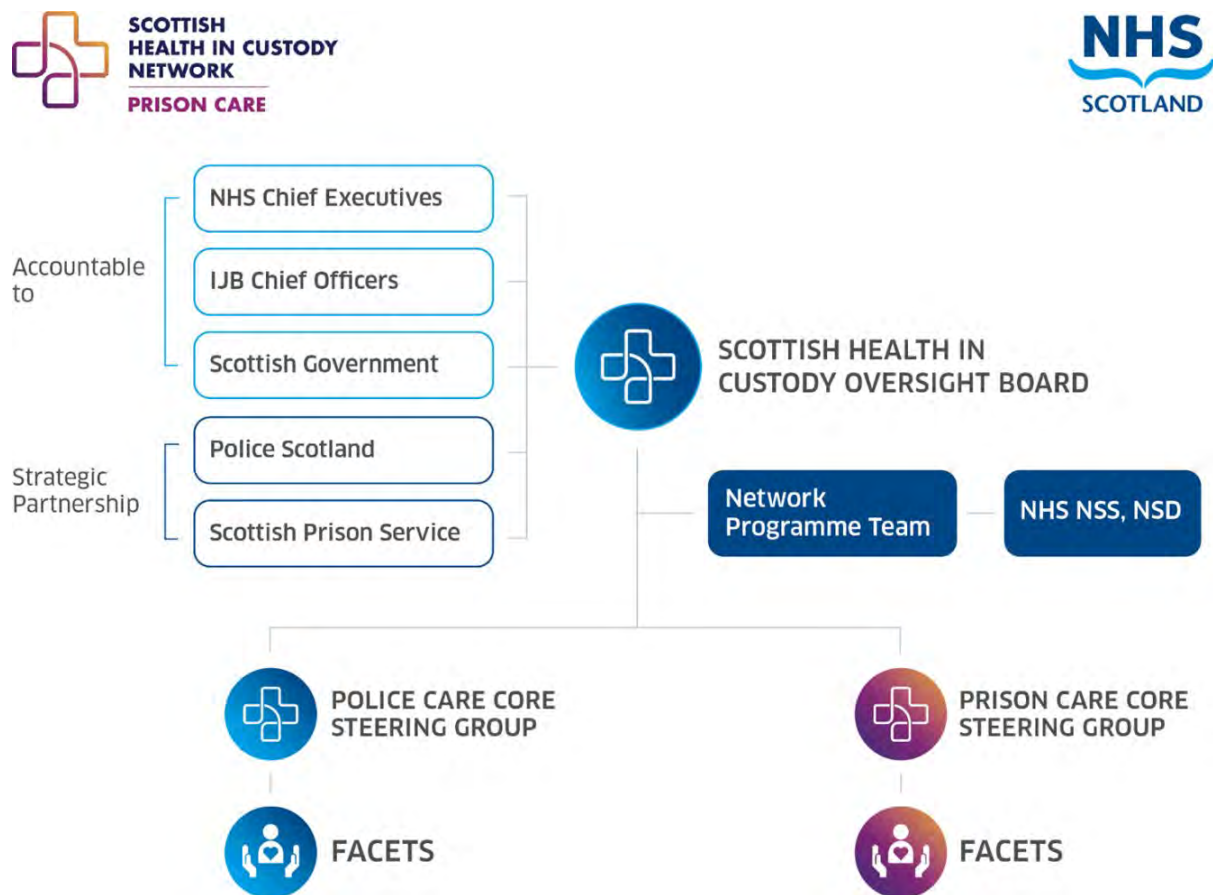 SCOTTISH
HEALTH IN CUSTODY
NETWORK
PRISON CARE
NHS
SCOTLAND
Accountable
to
NHS Chief Executives
IJB Chief Officers
Scottish Government
Strategic
Partnership
Police Scotland
Scottish Prison Service
SCOTTISH HEALTH IN
CUSTODY OVERSIGHT BOARD
Network
Programme Team
NHS NSS, NSD
POLICE CARE CORE
STEERING GROUP
PRISON CARE CORE
STEERING GROUP
FACETS
FACETS